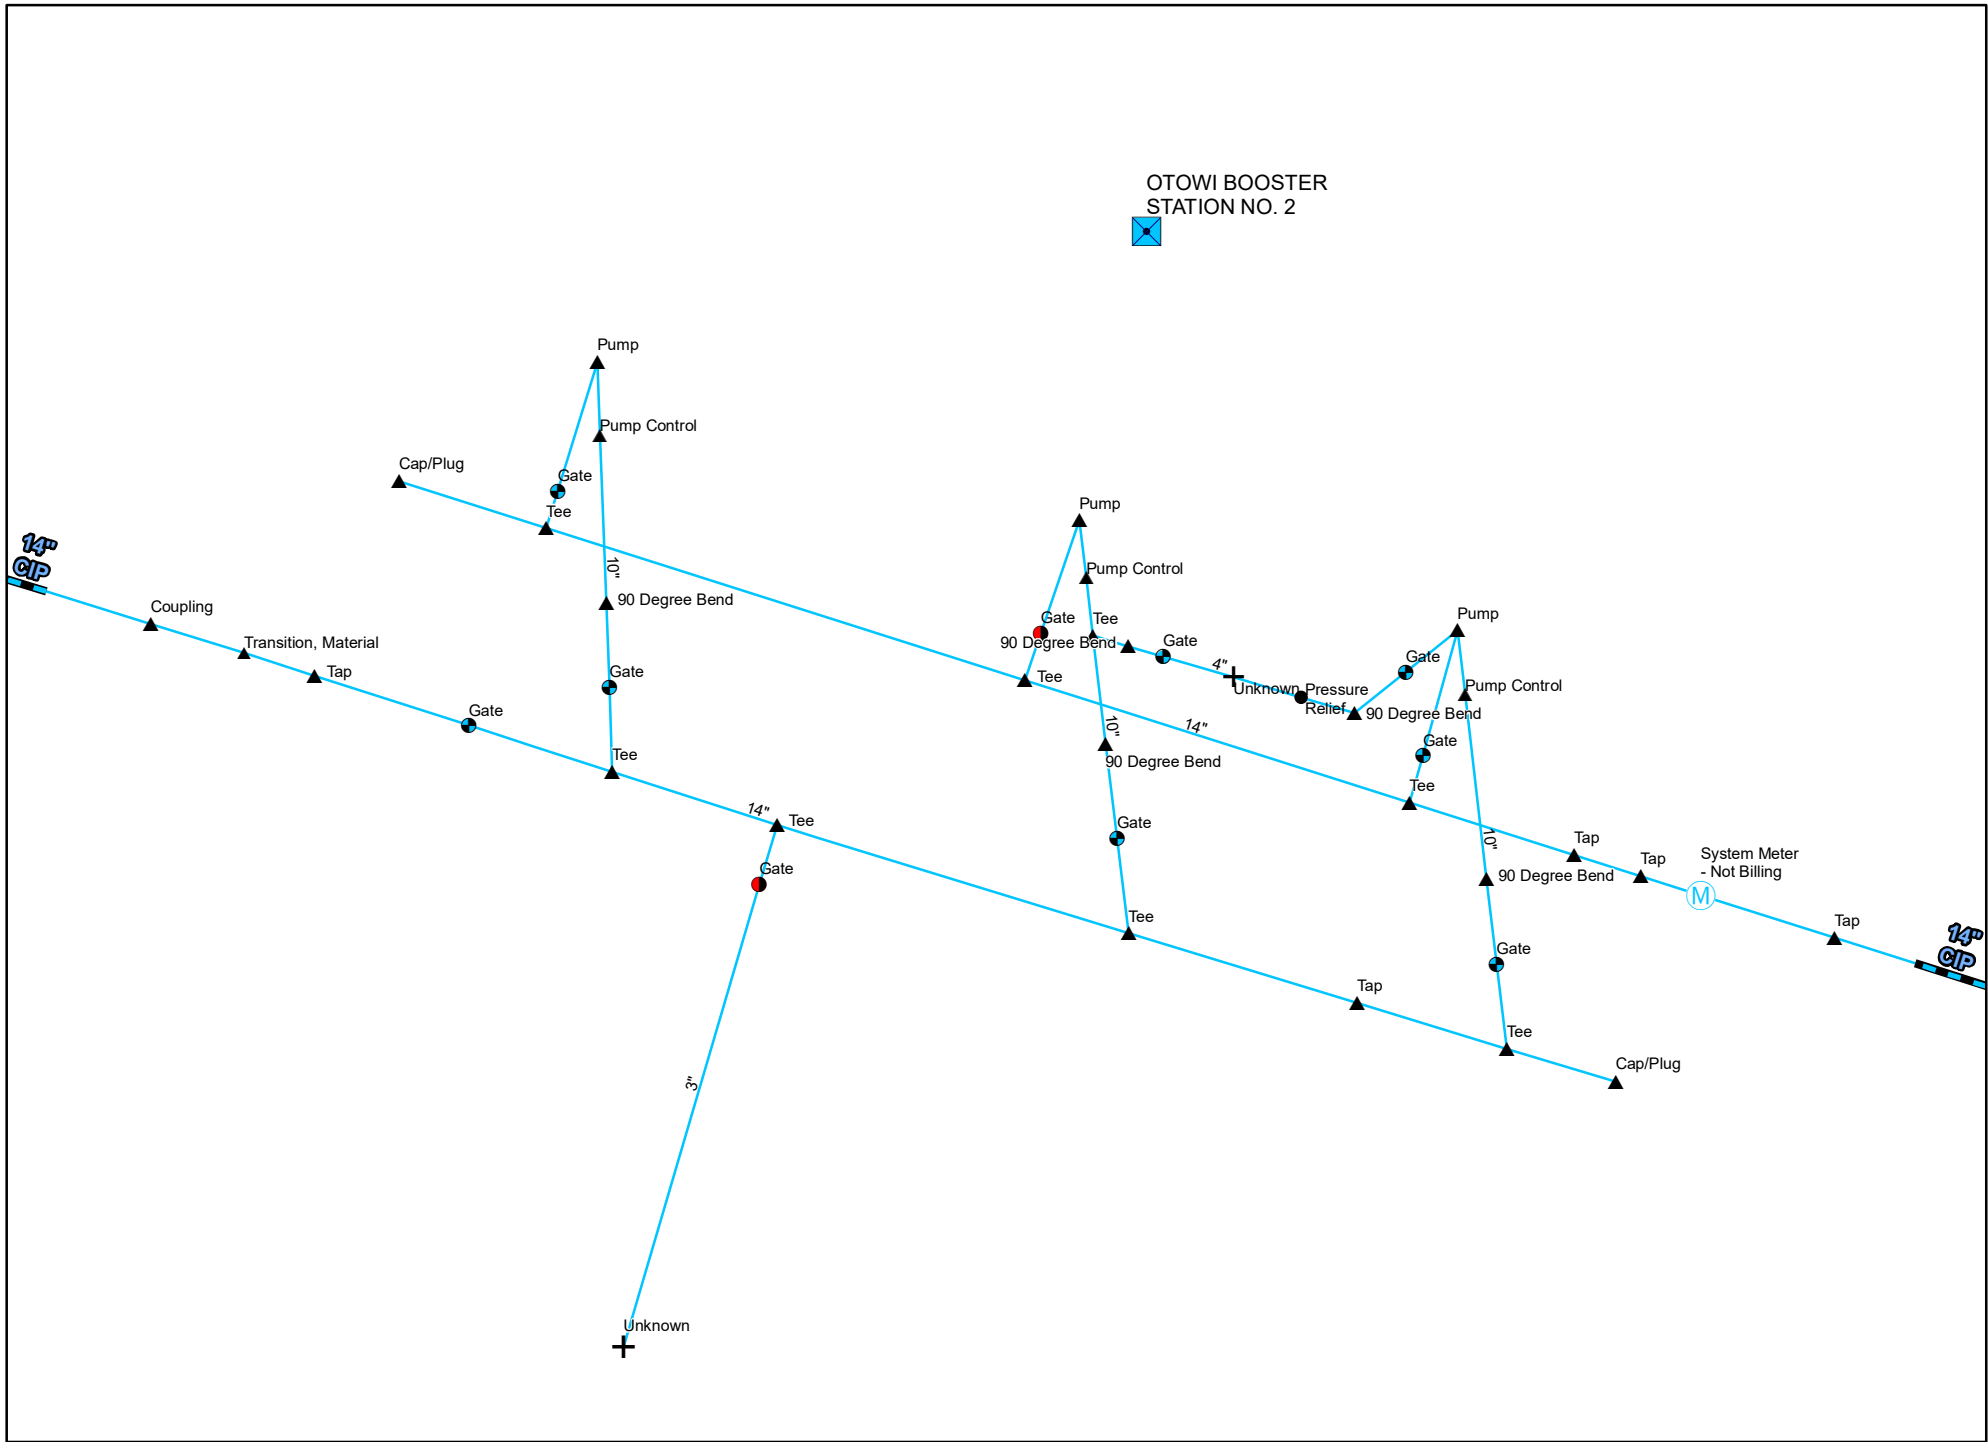 OTOWI BOOSTER
STATION NO. 2
Pump
Pump Control
Cap/Plug
Gate
Tee
Pump
14"
CIP
10"
Pump Control
90 Degree Bend
Coupling
Gate
Tee
Pump
Transition, Material
90 Degree Bend
Gate
Tap
Gate
4"
Gate
Tee
Unknown
Pressure
Relief
Pump Control
90 Degree Bend
Gate
10"
14"
Gate
Tee
90 Degree Bend
Tee
14"
Tee
Gate
10"
Tap
Tap
System Meter
- Not Billing
Gate
90 Degree Bend
Tee
Tap
14"
CIP
Gate
Tap
Tee
Cap/Plug
3"
Unknown
M